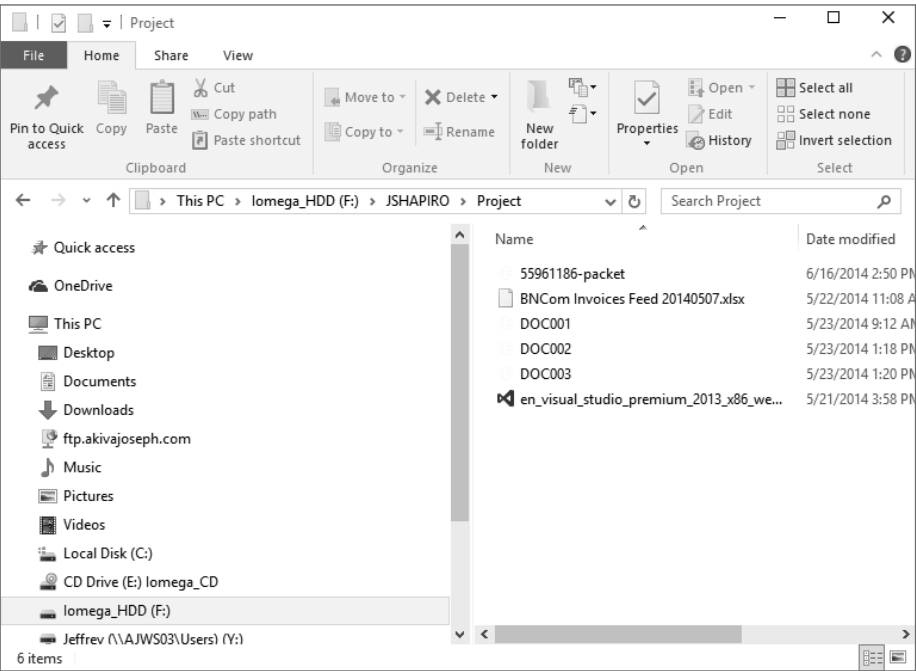 Project
File Home Share View
Pin to Quick access
Copy
Paste
Cut
Copy path
Paste shortcut
Clipboard
Move to
Copy to
Delete
Rename
Organize
New folder
New
Properties
Open
Edit
History
Open
Select all
Select none
Invert selection
Select
This PC > Iomega_HDD (F:) > JSHAPIRO > Project
Search Project
Quick access
OneDrive
This PC
Desktop
Documents
Downloads
ftp.akivajoseph.com
Music
Pictures
Videos
Local Disk (C:)
CD Drive (E:) Iomega_CD
Iomega_HDD (F:)
Jeffrey (\\AJWS03\Users) (Y:)
Name Date modified
55961186-packet 6/16/2014 2:50 PM
BNCom Invoices Feed 20140507.xlsx 5/22/2014 11:08 A
DOC001 5/23/2014 9:12 AM
DOC002 5/23/2014 1:18 PM
DOC003 5/23/2014 1:20 PM
en_visual_studio_premium_2013_x86_we... 5/21/2014 3:58 PM
6 items